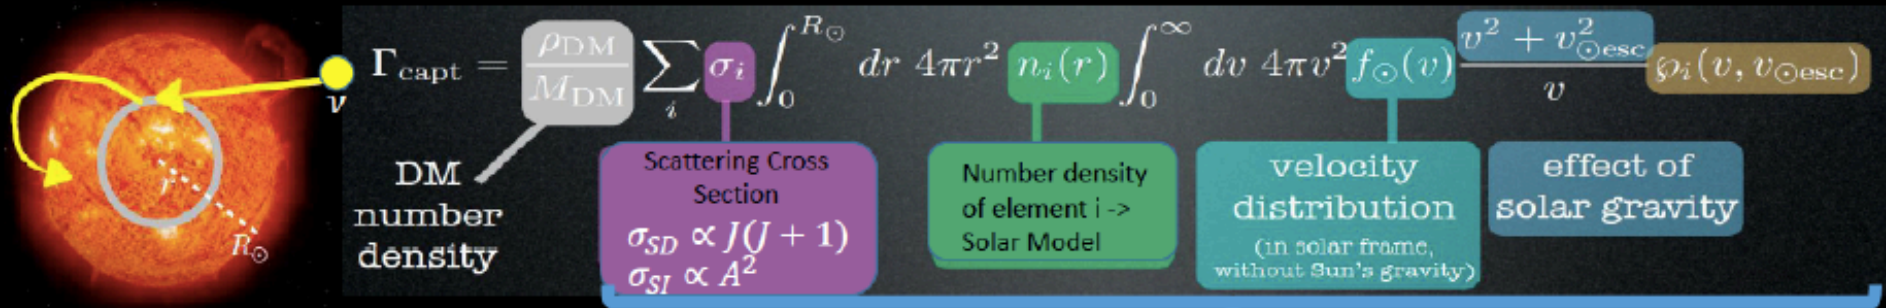 r
R⊙
v
Γcapt = ρDM / MDM ∑i σi ∫0^R⊙ dr 4πr² ni(r) ∫0^∞ dv 4πv² f⊙(v) (v² + v²⊙esc) / v ℘i(v, v⊙esc)
DM
number
density
Scattering Cross
Section
σSD ∝ J(J + 1)
σSI ∝ A²
Number density
of element i ->
Solar Model
velocity
distribution
(in solar frame,
without Sun's gravity)
effect of
solar gravity